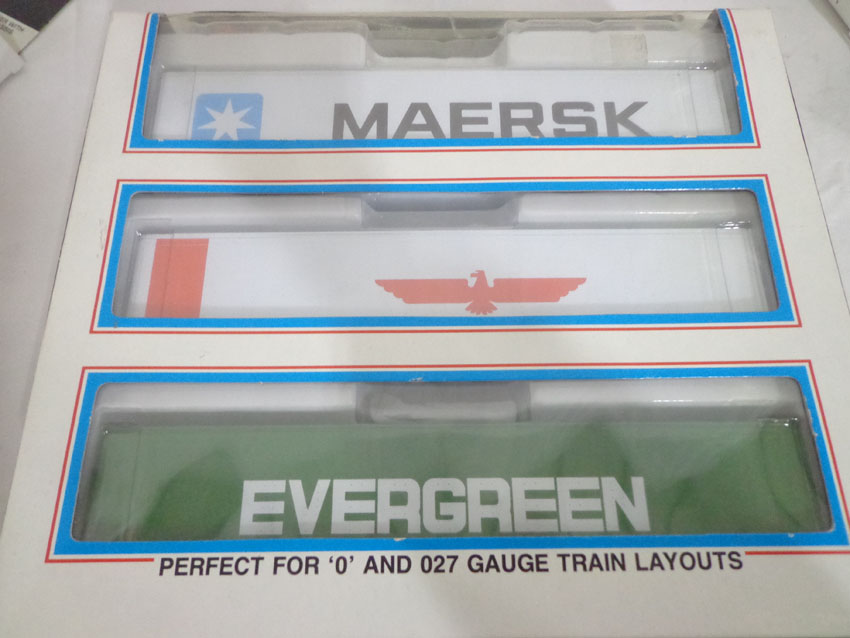 MAERSK
EVERGREEN
PERFECT FOR '0' AND 027 GAUGE TRAIN LAYOUTS